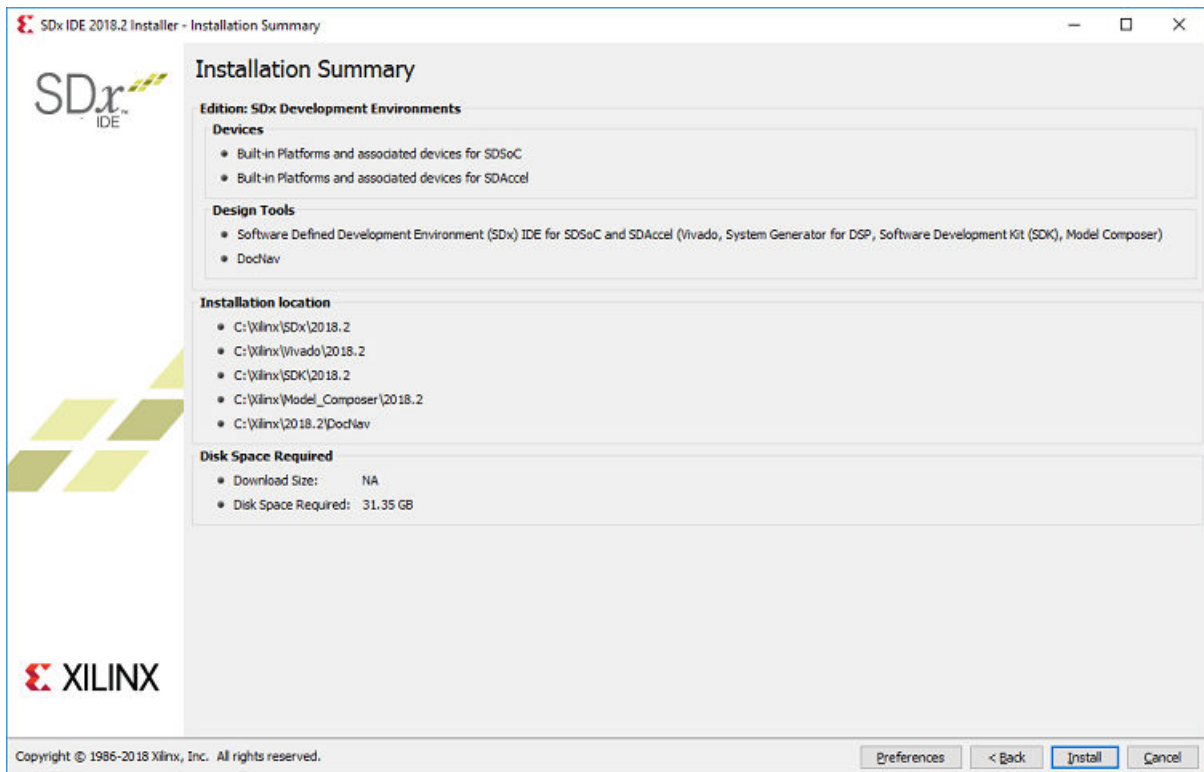 SDx IDE 2018.2 Installer - Installation Summary
SDx™
IDE
Installation Summary
Edition: SDx Development Environments
Devices
Built-in Platforms and associated devices for SDSoC
Built-in Platforms and associated devices for SDAccel
Design Tools
Software Defined Development Environment (SDx) IDE for SDSoC and SDAccel (Vivado, System Generator for DSP, Software Development Kit (SDK), Model Composer)
DocNav
Installation location
C:\Xilinx\SDx\2018.2
C:\Xilinx\Vivado\2018.2
C:\Xilinx\SDK\2018.2
C:\Xilinx\Model_Composer\2018.2
C:\Xilinx\2018.2\DocNav
Disk Space Required
Download Size: NA
Disk Space Required: 31.35 GB
XILINX
Copyright © 1986-2018 Xilinx, Inc. All rights reserved.
Preferences
< Back
Install
Cancel